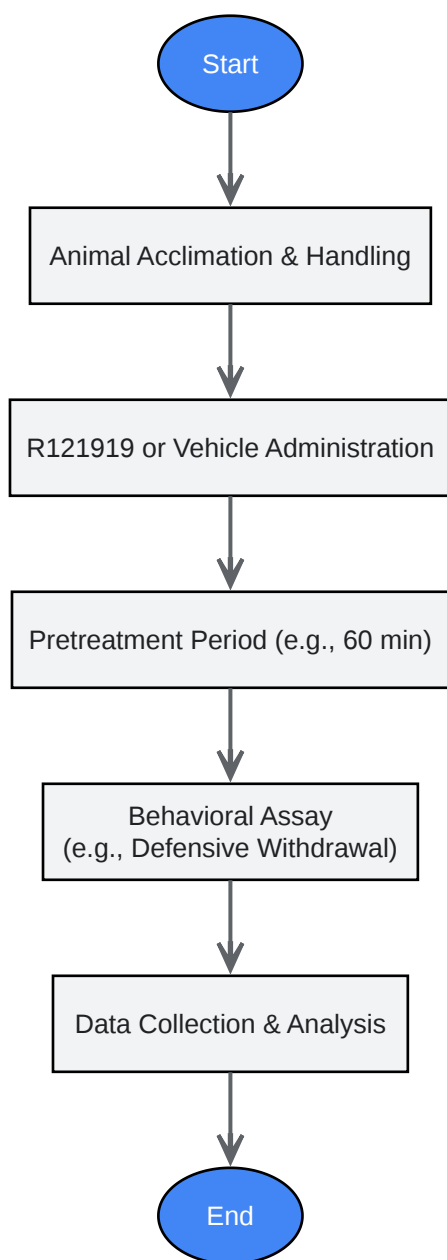 Start
Animal Acclimation & Handling
R121919 or Vehicle Administration
Pretreatment Period (e.g., 60 min)
Behavioral Assay
(e.g., Defensive Withdrawal)
Data Collection & Analysis
End